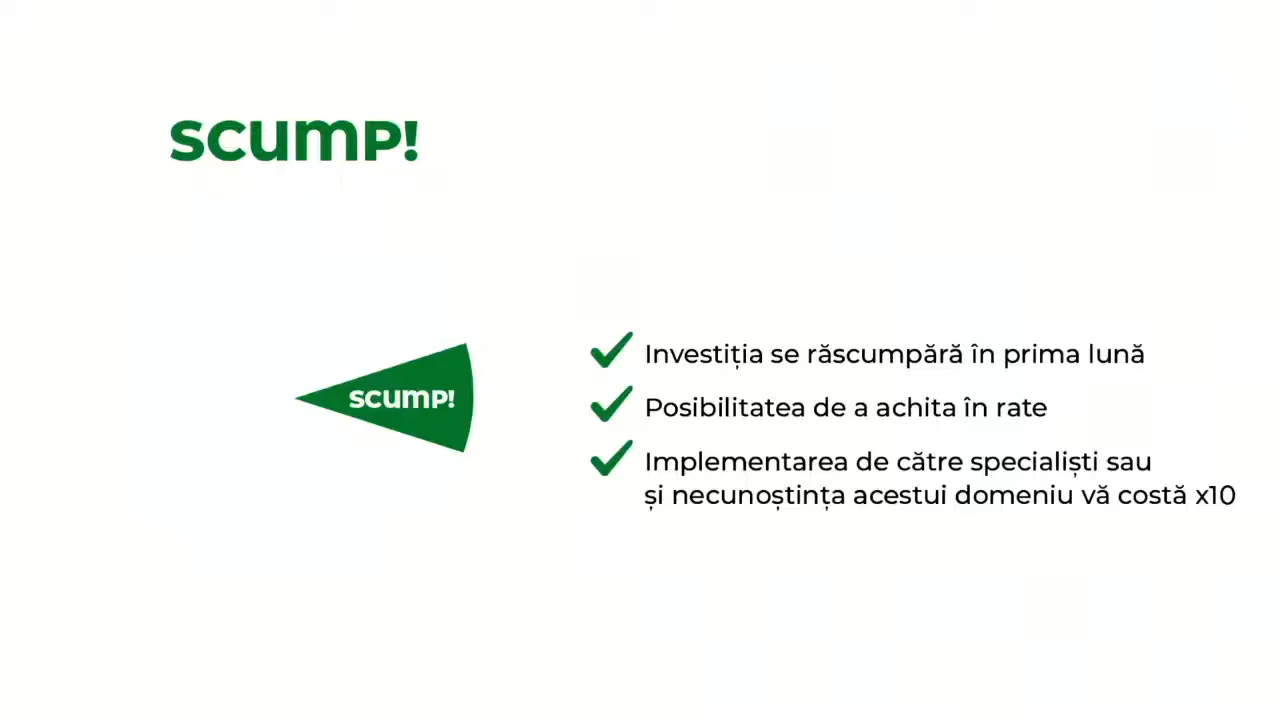 SCUMP!
SCUMP!
Investiția se răscumpără în prima lună
Posibilitatea de a achita în rate
Implementarea de către specialiști sau
și necunoștința acestui domeniu vă costă x10